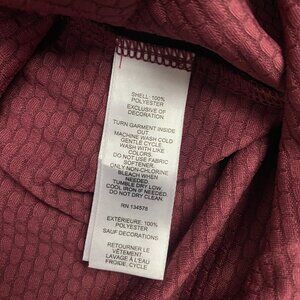 SHELL: 100%
POLYESTER
EXCLUSIVE OF
DECORATION
TURN GARMENT INSIDE
OUT
MACHINE WASH COLD
GENTLE CYCLE
WASH WITH LIKE
COLORS.
DO NOT USE FABRIC
SOFTENER.
ONLY NON-CHLORINE
BLEACH WHEN
NEEDED
TUMBLE DRY LOW
COOL IRON IF NEEDED
DO NOT DRY CLEAN.
RN 134578
EXTÉRIEURE: 100%
POLYESTER
SAUF DECORATIONS
RETOURNER LE
VÊTEMENT.
LAVAGE À L'EAU
FROIDE, CYCLE